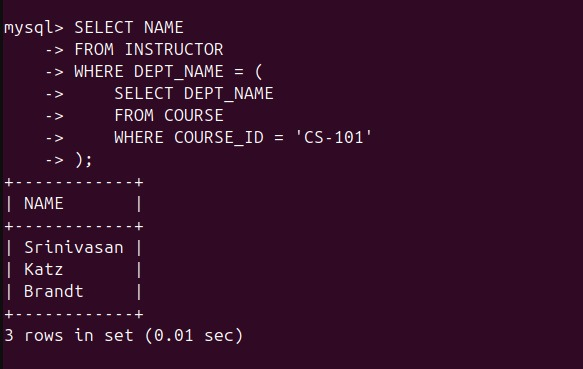 mysql> SELECT NAME
    -> FROM INSTRUCTOR
    -> WHERE DEPT_NAME = (
    ->     SELECT DEPT_NAME
    ->     FROM COURSE
    ->     WHERE COURSE_ID = 'CS-101'
    -> );
+------------+
| NAME       |
+------------+
| Srinivasan |
| Katz       |
| Brandt     |
+------------+
3 rows in set (0.01 sec)